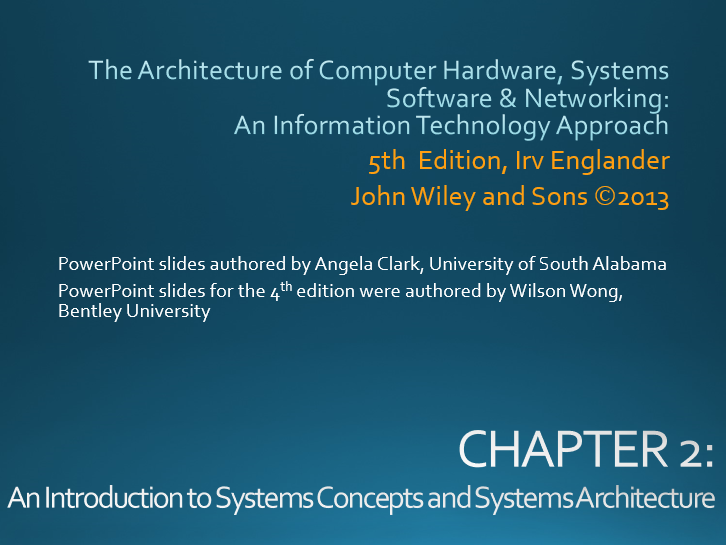 The Architecture of Computer Hardware, Systems
Software & Networking:
An Information Technology Approach
5th  Edition, Irv Englander
John Wiley and Sons ©2013
PowerPoint slides authored by Angela Clark, University of South Alabama
PowerPoint slides for the 4th edition were authored by Wilson Wong,
Bentley University
CHAPTER 2:
An Introduction to Systems Concepts and Systems Architecture